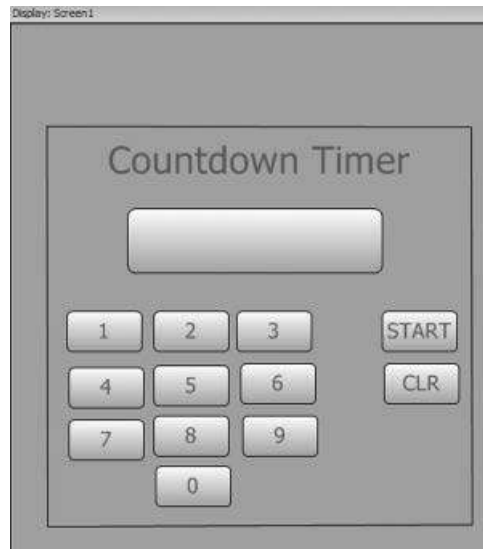 Display: Screen1
Countdown Timer
1 2 3 START
4 5 6 CLR
7 8 9
0